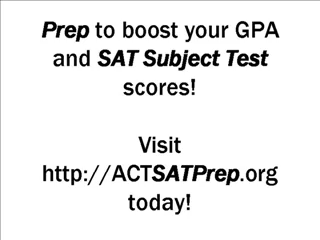 Prep to boost your GPA
and SAT Subject Test
scores!
Visit
http://ACTSATPrep.org
today!